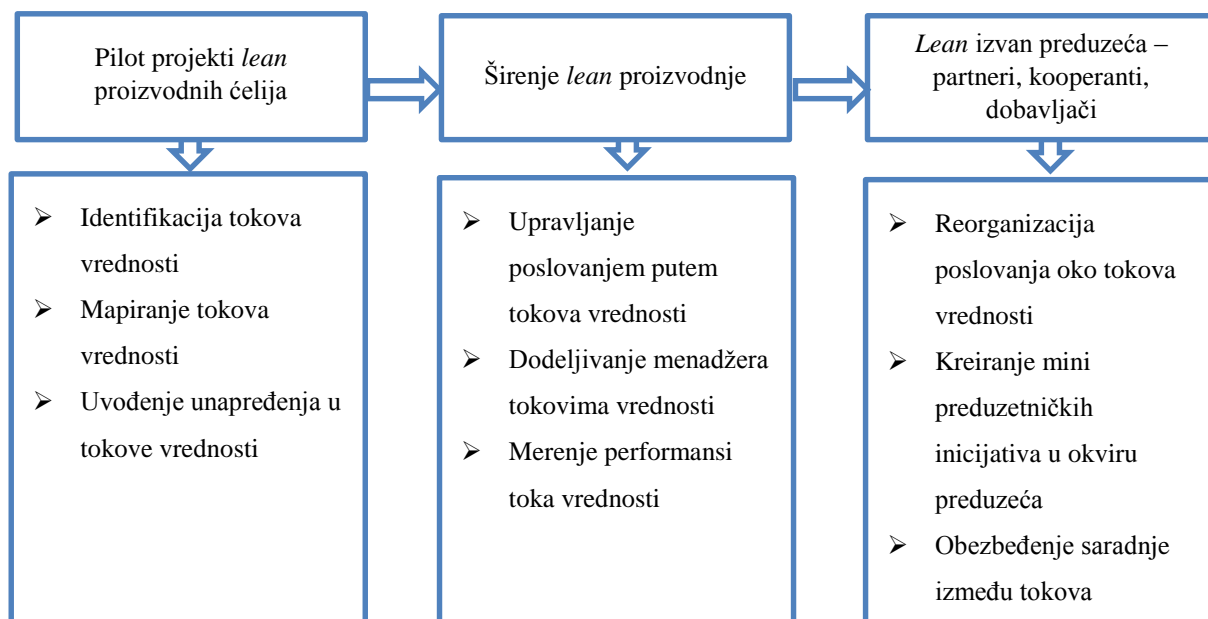 Pilot projekti lean
proizvodnih ćelija
Širenje lean proizvodnje
Lean izvan preduzeća –
partneri, kooperanti,
dobavljači
➢ Identifikacija tokova
vrednosti
➢ Mapiranje tokova
vrednosti
➢ Uvođenje unapređenja u
tokove vrednosti
➢ Upravljanje
poslovanjem putem
tokova vrednosti
➢ Dodeljivanje menadžera
tokovima vrednosti
➢ Merenje performansi
toka vrednosti
➢ Reorganizacija
poslovanja oko tokova
vrednosti
➢ Kreiranje mini
preduzetničkih
inicijativa u okviru
preduzeća
➢ Obezbeđenje saradnje
između tokova